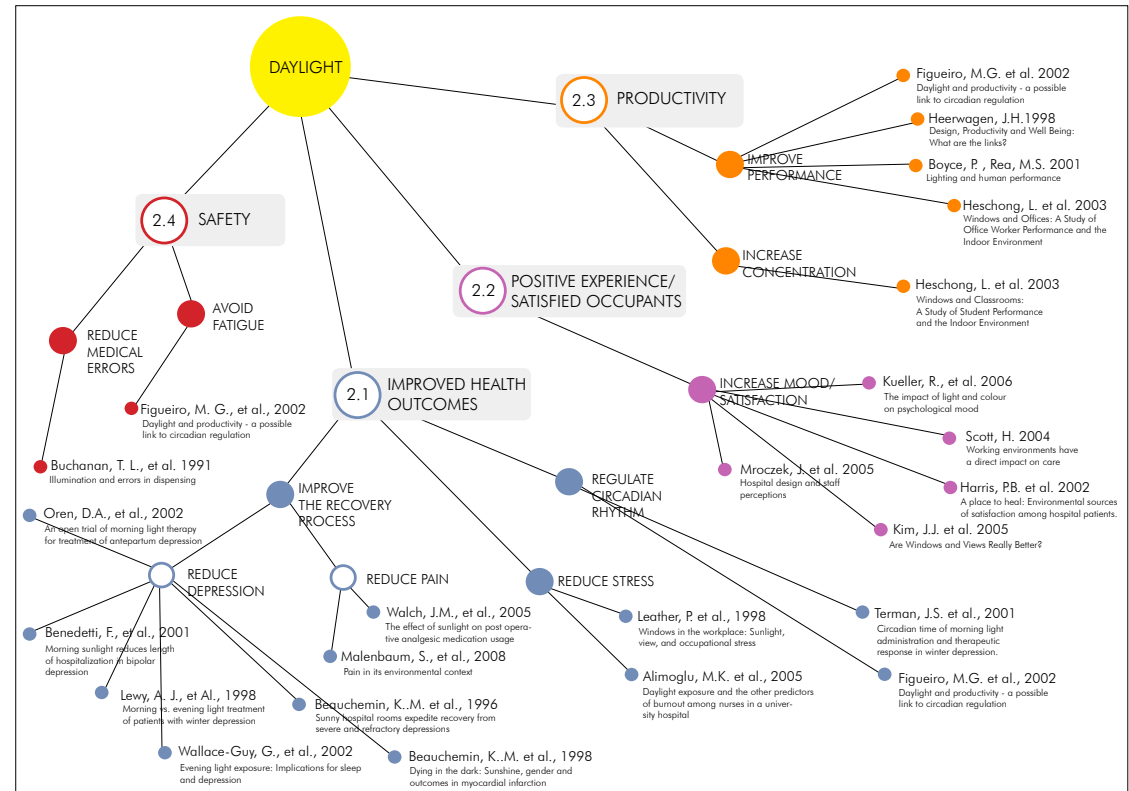 DAYLIGHT
2.3
PRODUCTIVITY
IMPROVE
PERFORMANCE
Figueiro, M.G. et al. 2002
Daylight and productivity - a possible
link to circadian regulation
Heerwagen, J.H.1998
Design, Productivity and Well Being:
What are the links?
Boyce, P. , Rea, M.S. 2001
Lighting and human performance
Heschong, L. et al. 2003
Windows and Offices: A Study of
Office Worker Performance and the
Indoor Environment
INCREASE
CONCENTRATION
Heschong, L. et al. 2003
Windows and Classrooms:
A Study of Student Performance
and the Indoor Environment
2.4
SAFETY
AVOID
FATIGUE
REDUCE
MEDICAL
ERRORS
Figueiro, M. G., et al., 2002
Daylight and productivity - a possible
link to circadian regulation
Buchanan, T. L., et al. 1991
Illumination and errors in dispensing
2.2
POSITIVE EXPERIENCE/
SATISFIED OCCUPANTS
INCREASE MOOD/
SATISFACTION
Kueller, R., et al. 2006
The impact of light and colour
on psychological mood
Scott, H. 2004
Working environments have
a direct impact on care
Mroczek, J. et al. 2005
Hospital design and staff
perceptions
Harris, P.B. et al. 2002
A place to heal: Environmental sources
of satisfaction among hospital patients.
Kim, J.J. et al. 2005
Are Windows and Views Really Better?
2.1
IMPROVED HEALTH
OUTCOMES
IMPROVE
THE RECOVERY
PROCESS
REGULATE
CIRCADIAN
RHYTHM
Oren, D.A., et al., 2002
An open trial of morning light therapy
for treatment of antepartum depression
REDUCE
DEPRESSION
REDUCE PAIN
REDUCE STRESS
Walch, J.M., et al., 2005
The effect of sunlight on post opera-
tive analgesic medication usage
Malenbaum, S., et al., 2008
Pain in its environmental context
Leather, P. et al., 1998
Windows in the workplace: Sunlight,
view, and occupational stress
Alimoglu, M.K. et al., 2005
Daylight exposure and the other predictors
of burnout among nurses in a univer-
sity hospital
Terman, J.S. et al., 2001
Circadian time of morning light
administration and therapeutic
response in winter depression.
Figueiro, M.G. et al., 2002
Daylight and productivity - a possible
link to circadian regulation
Benedetti, F., et al., 2001
Morning sunlight reduces length
of hospitalization in bipolar
depression
Lewy, A. J., et Al., 1998
Morning vs. evening light treatment
of patients with winter depression
Beauchemin, K..M. et al., 1996
Sunny hospital rooms expedite recovery from
severe and refractory depressions
Wallace-Guy, G., et al., 2002
Evening light exposure: Implications for sleep
and depression
Beauchemin, K..M. et al., 1998
Dying in the dark: Sunshine, gender and
outcomes in myocardial infarction